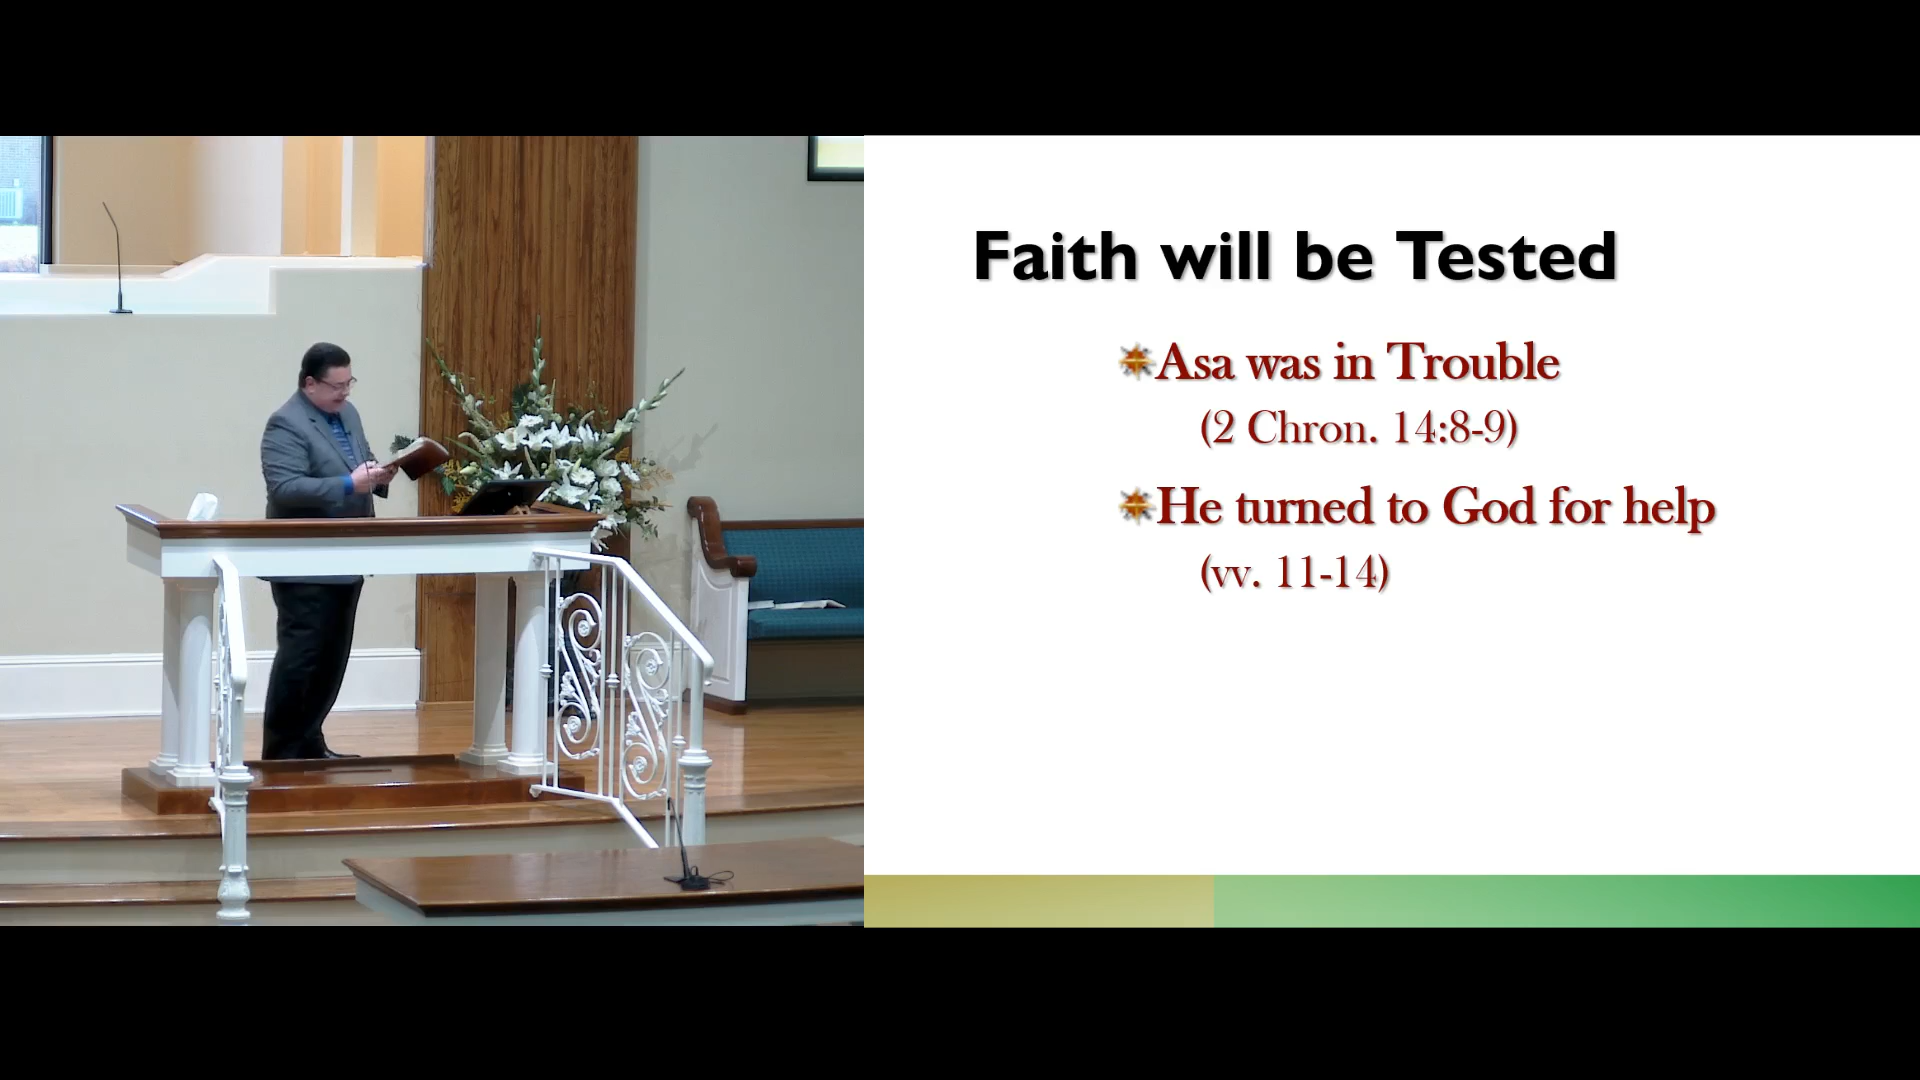 Faith will be Tested
Asa was in Trouble
(2 Chron. 14:8-9)
He turned to God for help
(vv. 11-14)